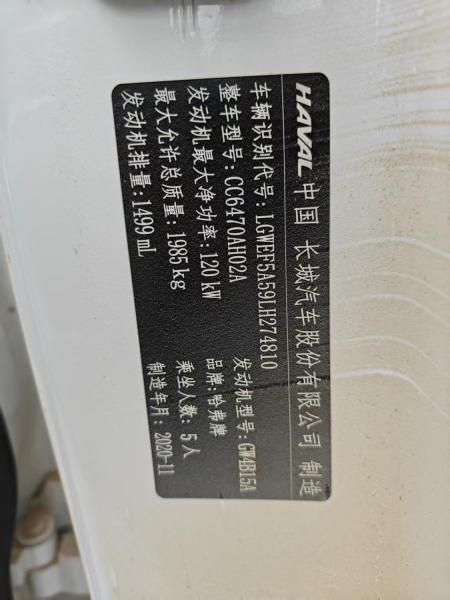 HAVAL 中国 长城汽车股份有限公司 制造
车辆识别代号:LGWEF5A59LH274810
整车型号:CC6470AH02A 发动机型号:GW4B15A
发动机最大净功率:120 kW 品牌:哈弗牌
最大允许总质量:1985 kg 乘坐人数:5人
发动机排量:1499 mL 制造年月:2020-11